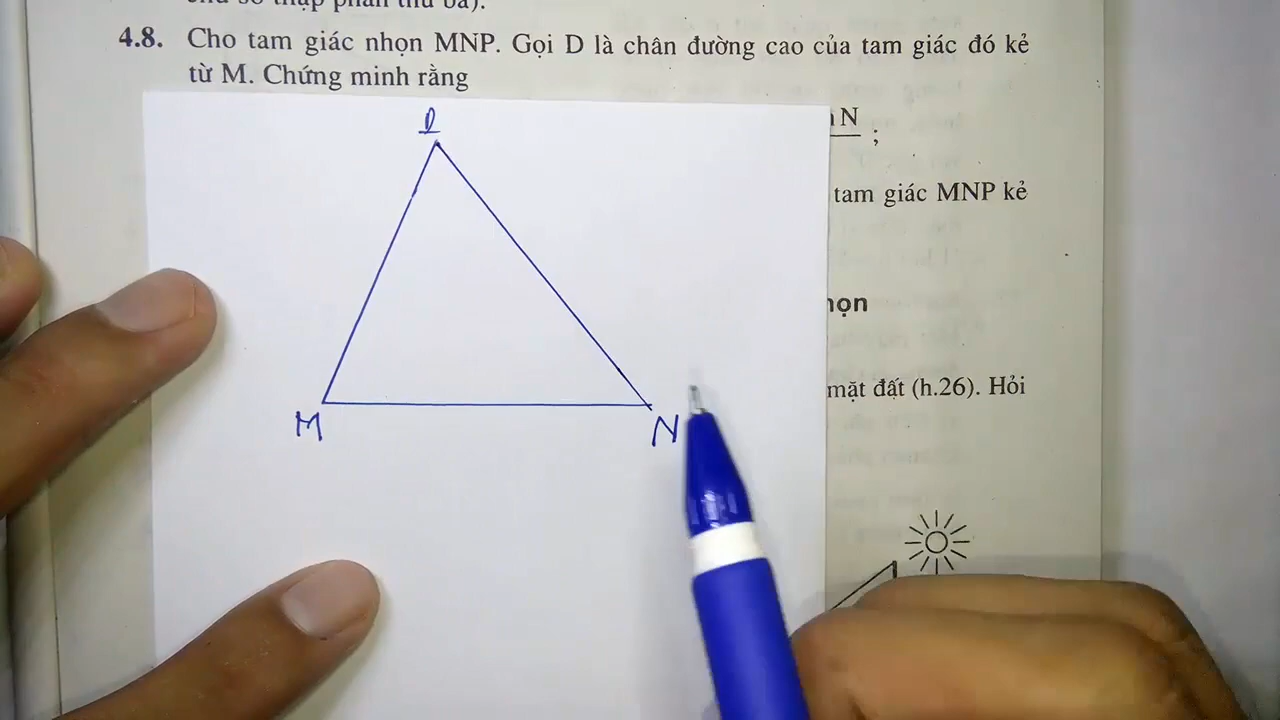 4.8. Cho tam giác nhọn MNP. Gọi D là chân đường cao của tam giác đó kẻ
từ M. Chứng minh rằng
N ;
tam giác MNP kẻ
mặt đất (h.26). Hỏi
M
N